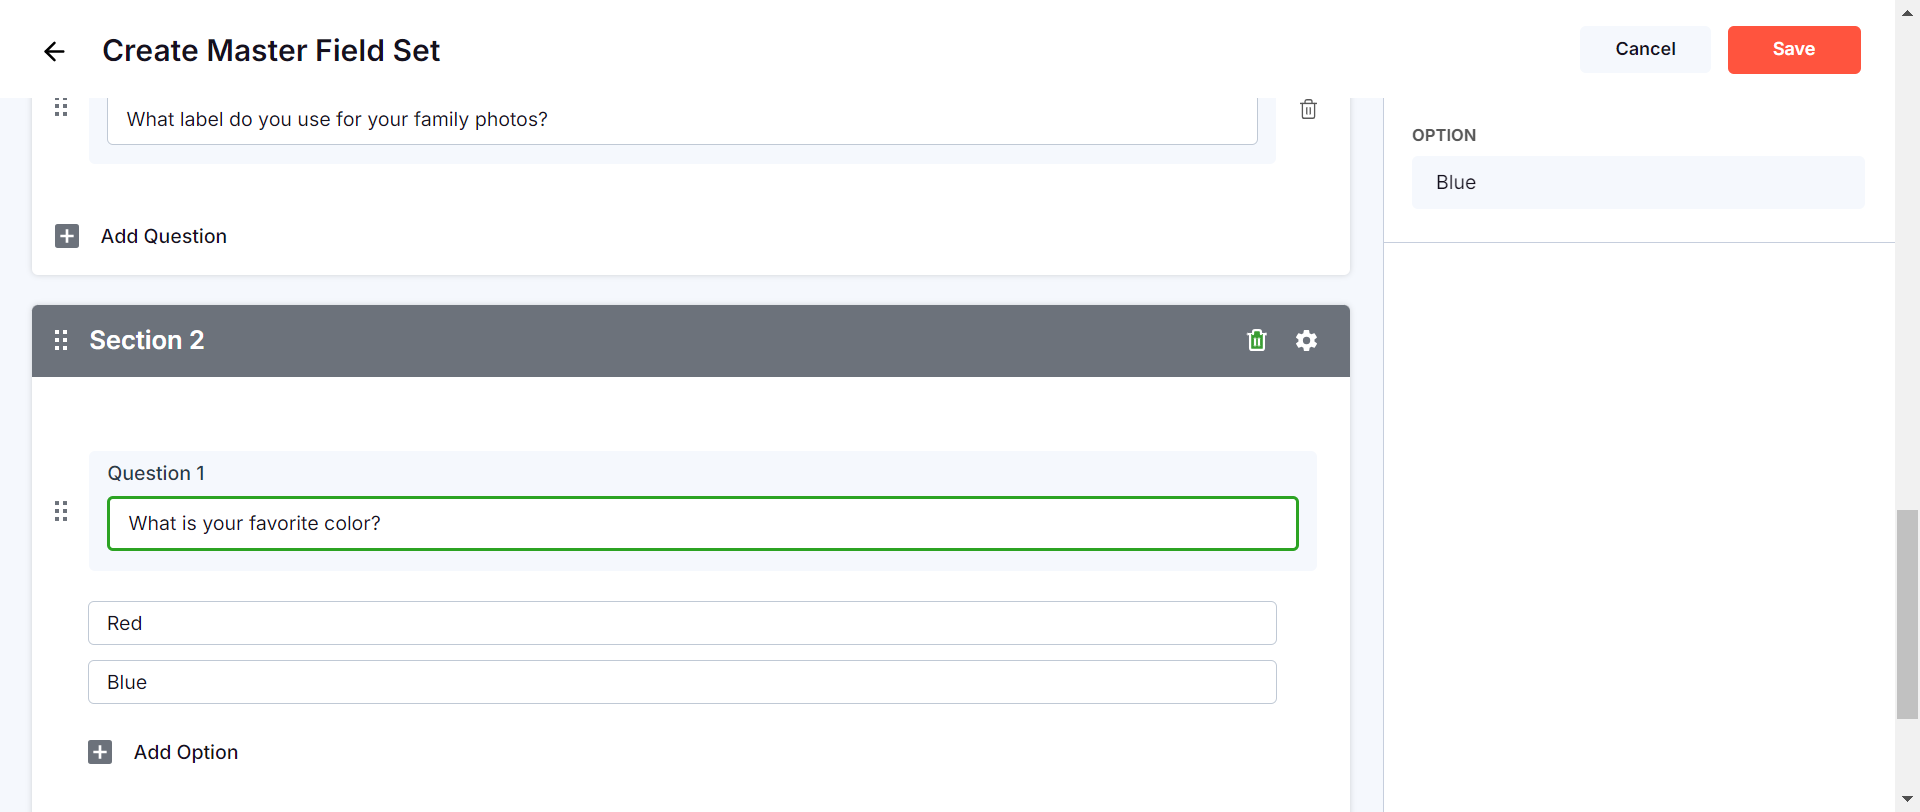 Create Master Field Set
Cancel
Save
What label do you use for your family photos?
Add Question
OPTION
Blue
Section 2
Question 1
What is your favorite color?
Red
Blue
Add Option